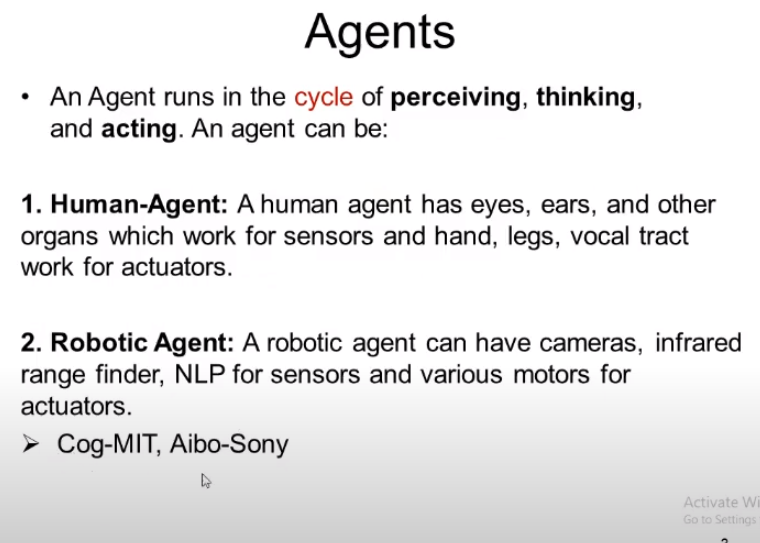 Agents
• An Agent runs in the cycle of perceiving, thinking,
and acting. An agent can be:
1. Human-Agent: A human agent has eyes, ears, and other
organs which work for sensors and hand, legs, vocal tract
work for actuators.
2. Robotic Agent: A robotic agent can have cameras, infrared
range finder, NLP for sensors and various motors for
actuators.
➢ Cog-MIT, Aibo-Sony
Activate Wi
Go to Settings